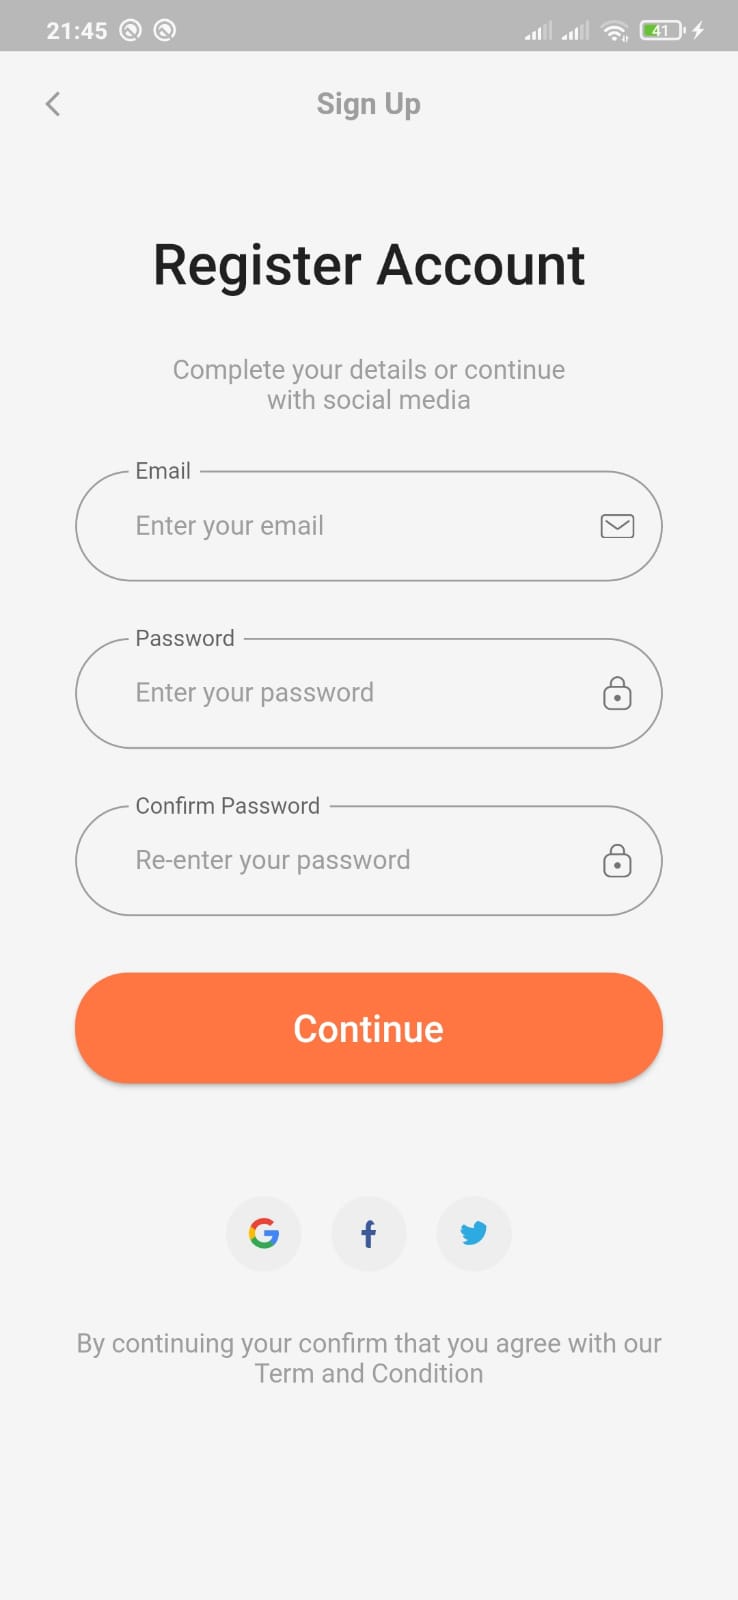 21:45
41
Sign Up
Register Account
Complete your details or continue
with social media
Email
Enter your email
Password
Enter your password
Confirm Password
Re-enter your password
Continue
By continuing your confirm that you agree with our
Term and Condition